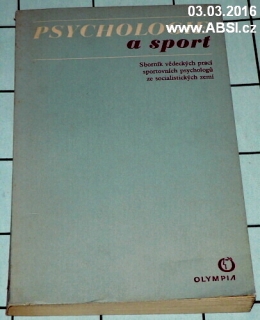 03.03.2016
www.ABSI.cz
PSYCHOLOGIE
a sport
Sborník vědeckých prací
sportovních psychologů
ze socialistických zemí
OLYMPIA